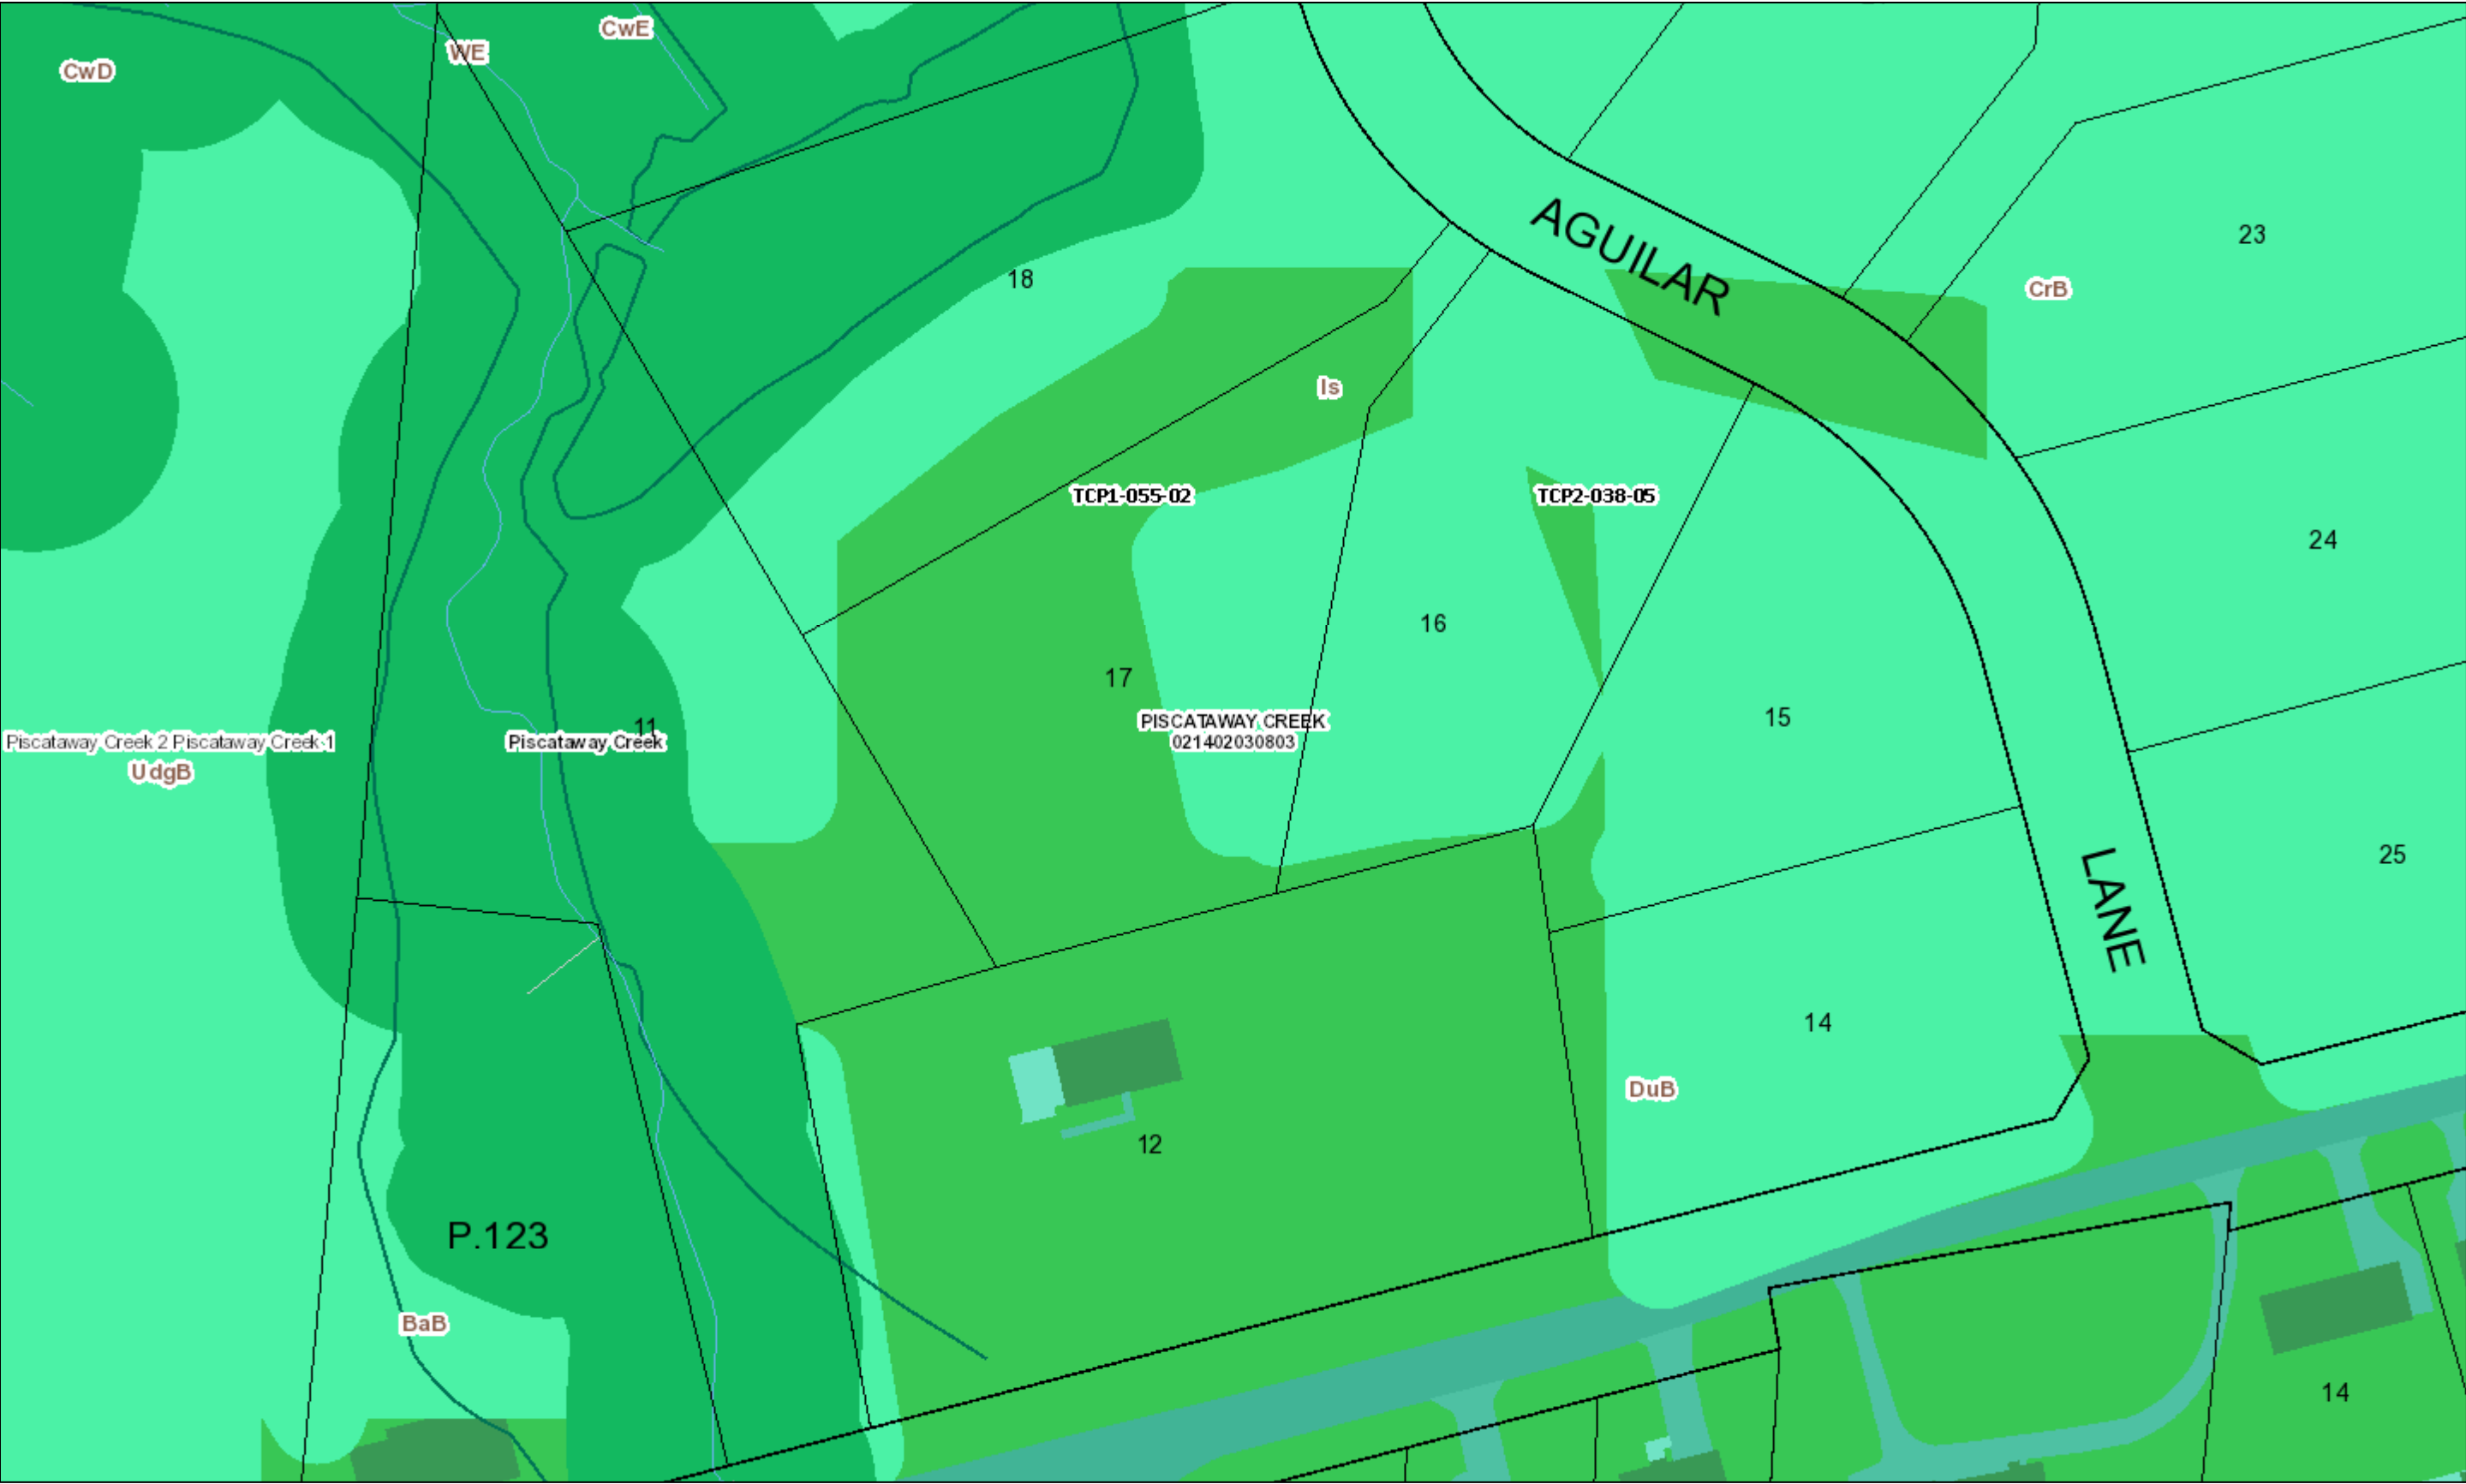 CwE
WE
CwD
AGUILAR
23
18
CrB
Is
TCP1-055-02
TCP2-038-05
24
16
17
15
11
PISCATAWAY CREEK
021402030803
Piscataway Creek 2 Piscataway Creek-1
Piscataway Creek
UdgB
25
LANE
14
DuB
12
P.123
BaB
14